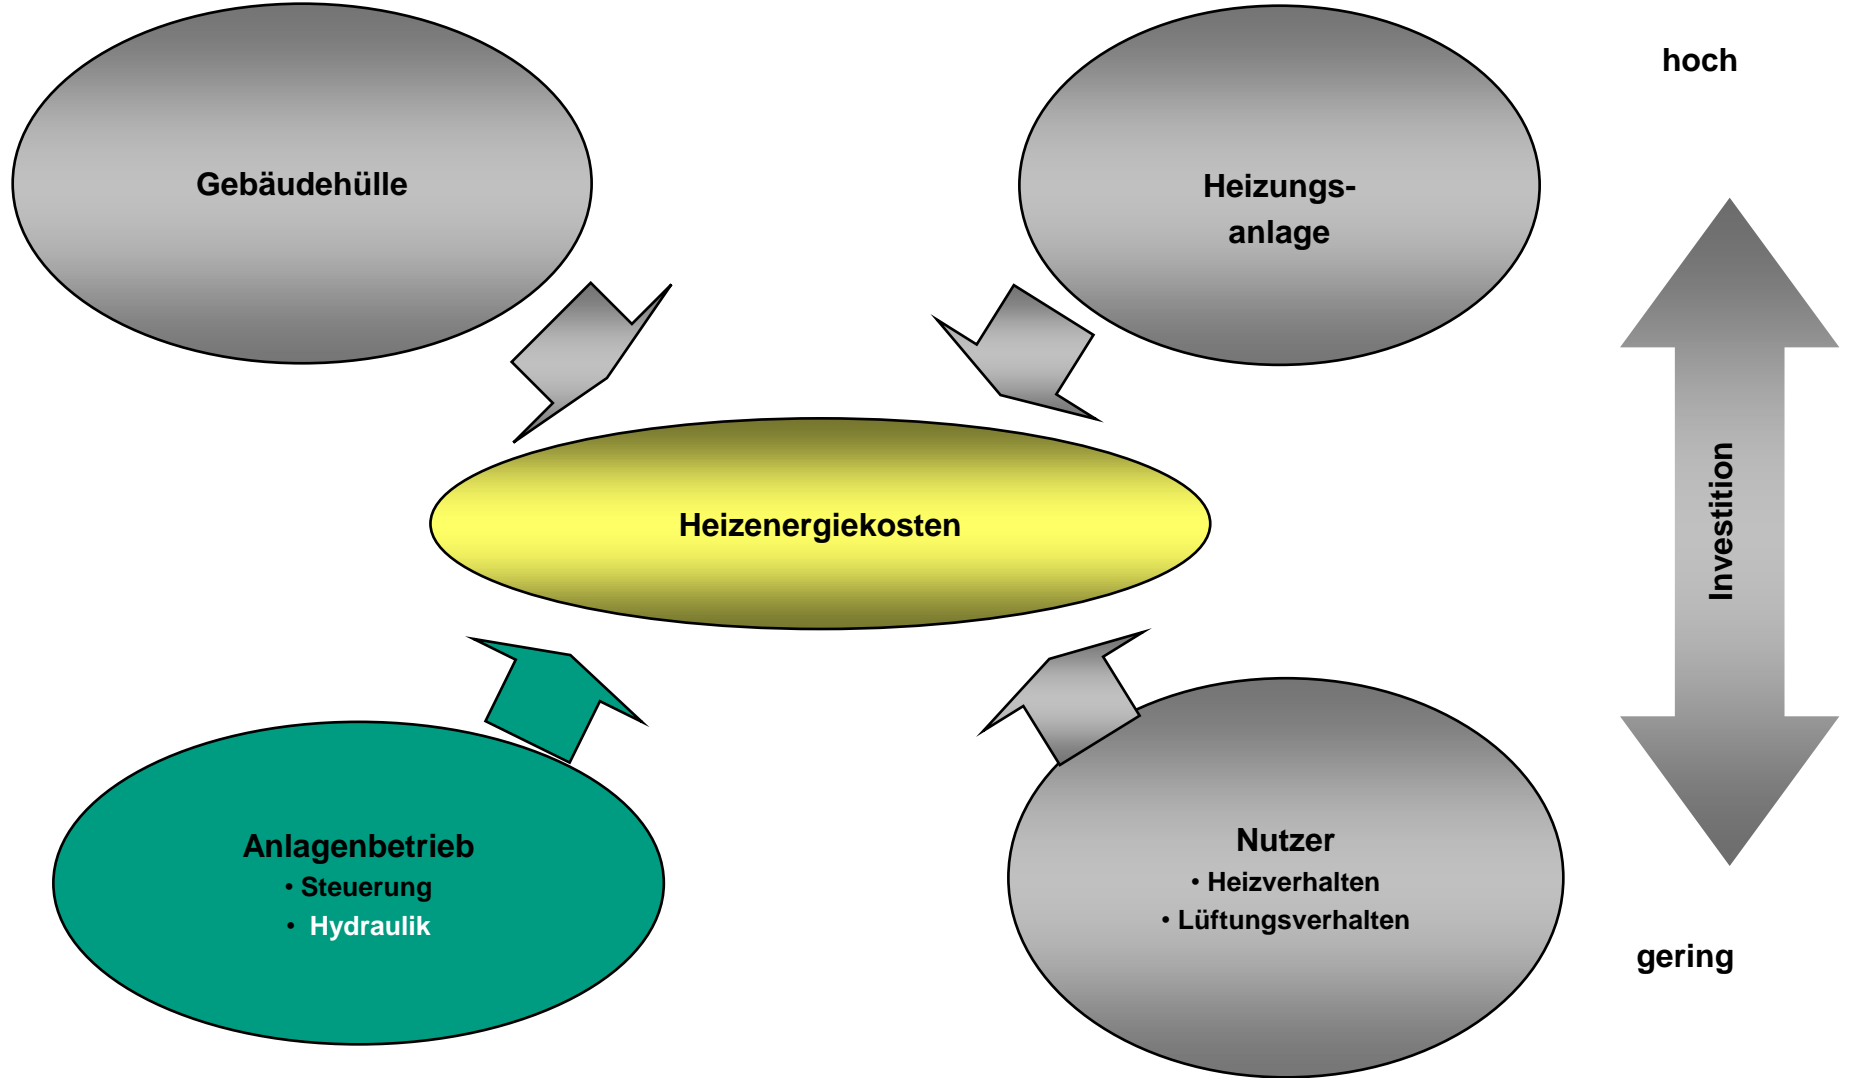 hoch
Gebäudehülle
Heizungs-
anlage
Investition
Heizenergiekosten
Anlagenbetrieb
• Steuerung
• Hydraulik
Nutzer
• Heizverhalten
• Lüftungsverhalten
gering